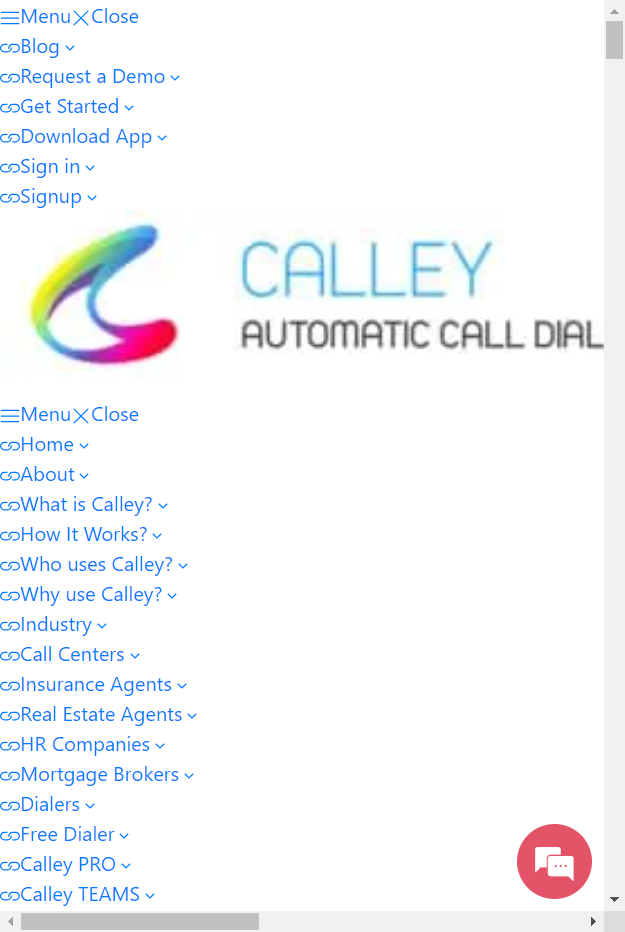 Menu Close
Blog
Request a Demo
Get Started
Download App
Sign in
Signup
CALLEY
AUTOMATIC CALL DIAL
Menu Close
Home
About
What is Calley?
How It Works?
Who uses Calley?
Why use Calley?
Industry
Call Centers
Insurance Agents
Real Estate Agents
HR Companies
Mortgage Brokers
Dialers
Free Dialer
Calley PRO
Calley TEAMS